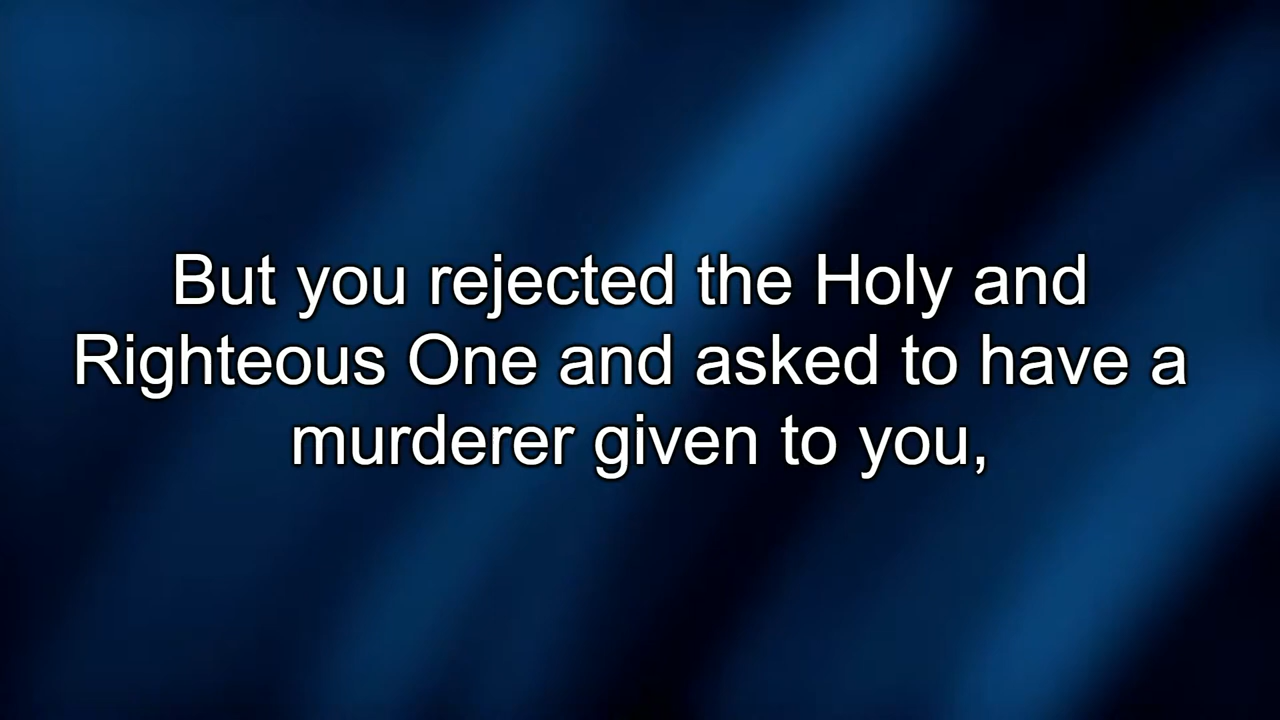 But you rejected the Holy and
Righteous One and asked to have a
murderer given to you,